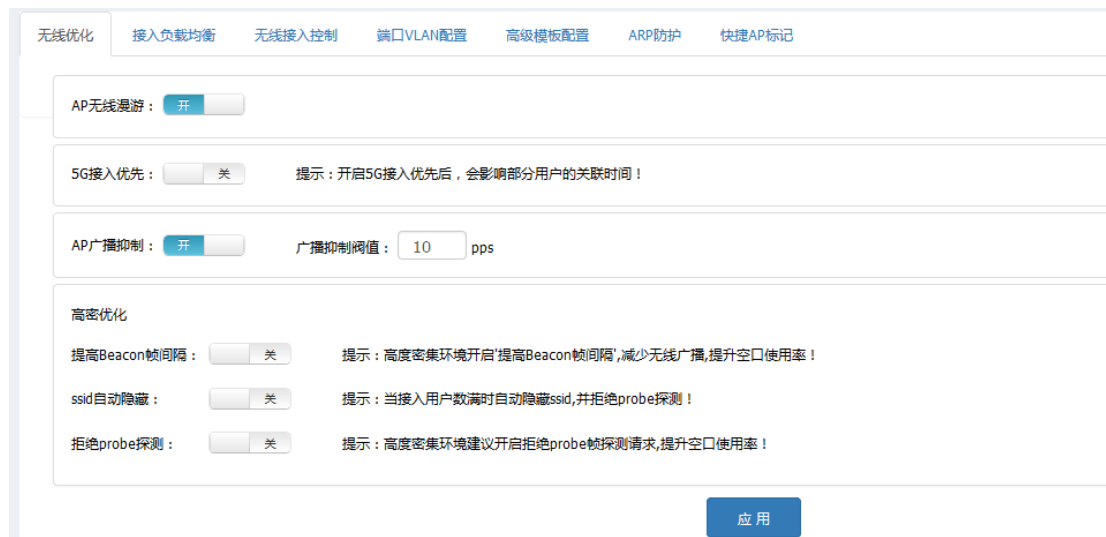 无线优化 接入负载均衡 无线接入控制 端口VLAN配置 高级模板配置 ARP防护 快捷AP标记
AP无线漫游： 开
5G接入优先： 关 提示：开启5G接入优先后，会影响部分用户的关联时间！
AP广播抑制： 开 广播抑制阀值： 10 pps
高密优化
提高Beacon帧间隔： 关 提示：高度密集环境开启'提高Beacon帧间隔',减少无线广播,提升空口使用率！
ssid自动隐藏： 关 提示：当接入用户数满时自动隐藏ssid,并拒绝probe探测！
拒绝probe探测： 关 提示：高度密集环境建议开启拒绝probe帧探测请求,提升空口使用率！
应 用